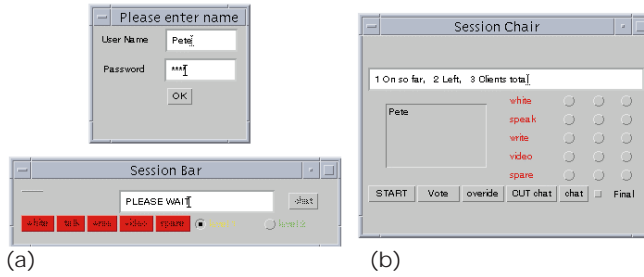 Please enter name
User Name Pete
Password ***
OK
Session Bar
PLEASE WAIT
white talk video spare
(a)
Session Chair
1 On so far, 2 Left, 3 Clients total
Pete
white
speak
write
video
spare
START Vote overide OUT chat chat Final
(b)